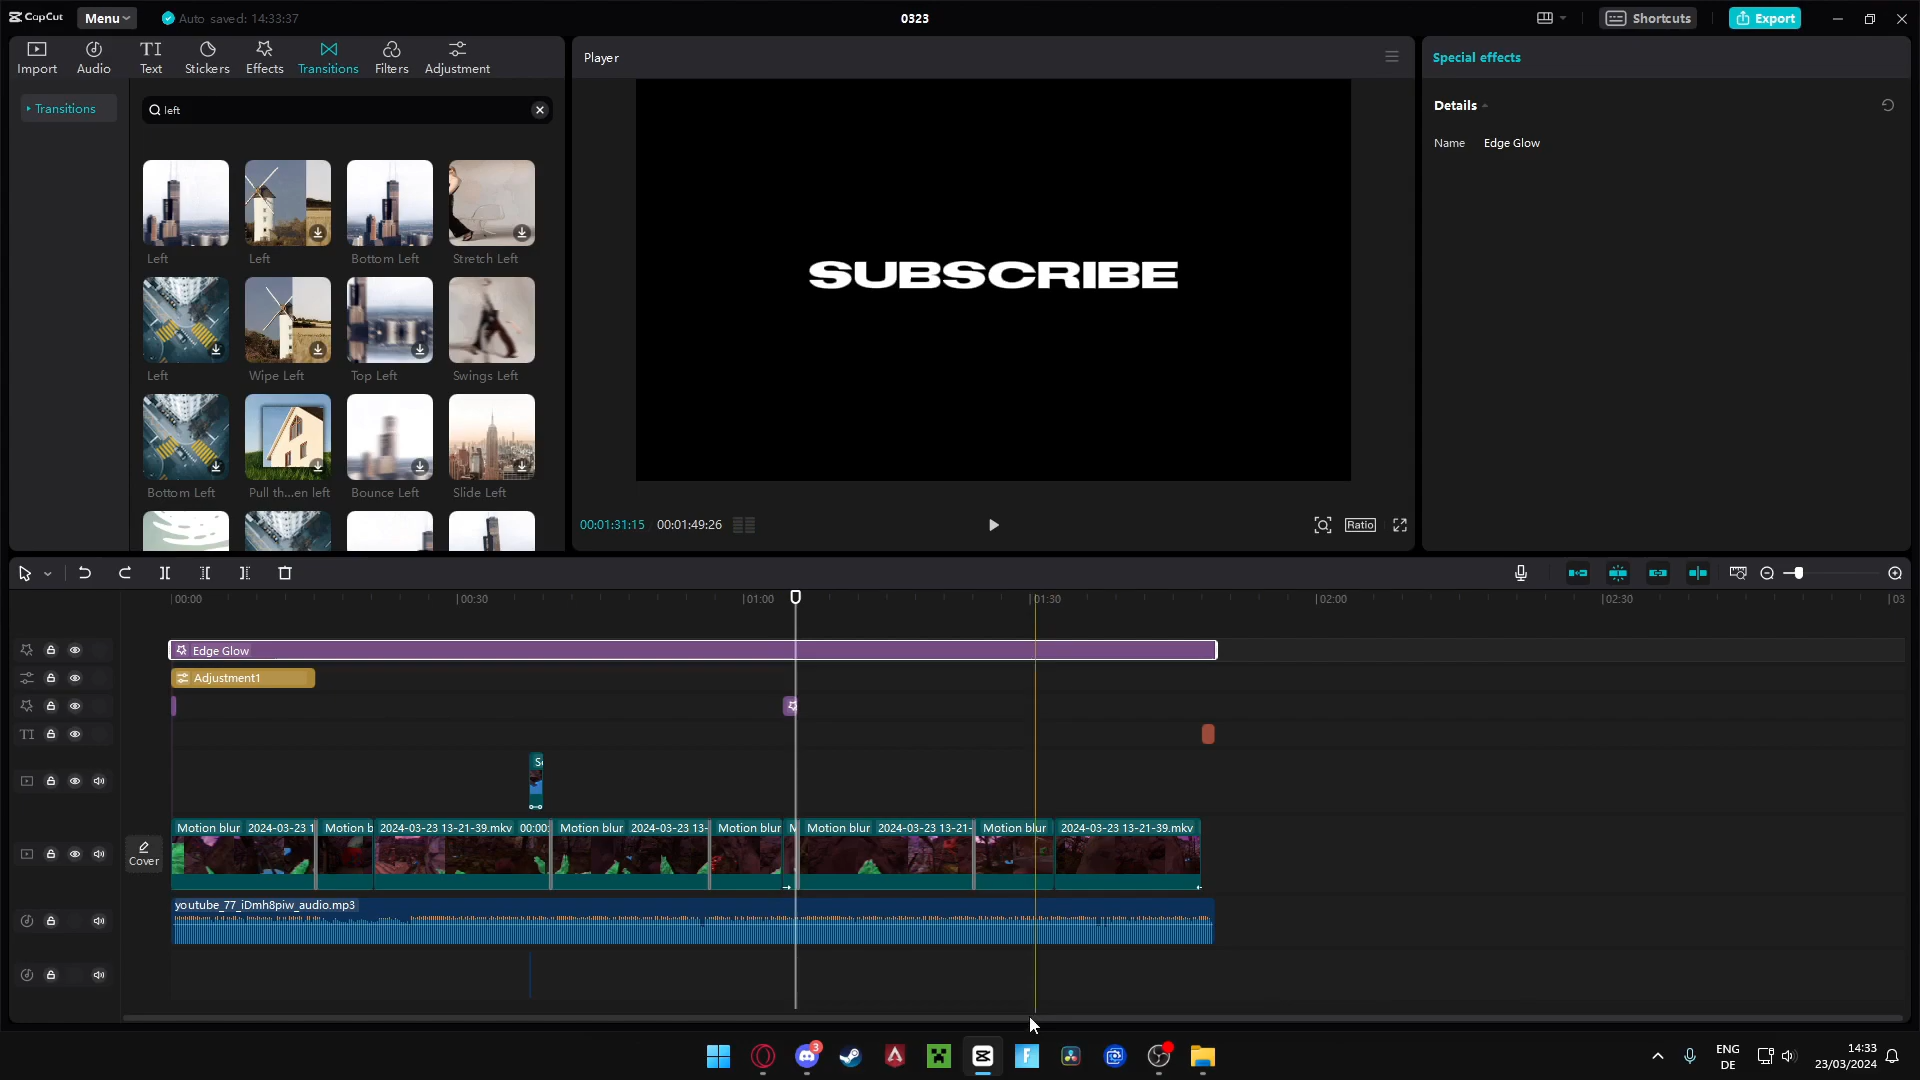 CapCut
Menu
Auto saved: 14:33:37
0323
Shortcuts
Export
Import
Audio
TI
Text
Stickers
Effects
Transitions
Filters
Adjustment
Player
Special effects
Transitions
left
Details
Name Edge Glow
Left
Left
Bottom Left
Stretch Left
SUBSCRIBE
Left
Wipe Left
Top Left
Swings Left
Bottom Left
Pull th...en left
Bounce Left
Slide Left
00:01:31:15
00:01:49:26
Ratio
00:00
00:30
01:00
01:30
02:00
02:30
03
Edge Glow
Adjustment1
TI
Motion blur 2024-03-23 1
Motion b
2024-03-23 13-21-39.mkv 00:00:
Motion blur 2024-03-23 13-
Motion blur
Motion blur 2024-03-23 13-21-
Motion blur
2024-03-23 13-21-39.mkv
Cover
youtube_77_iDmh8piw_audio.mp3
3
ENG
DE
14:33
23/03/2024